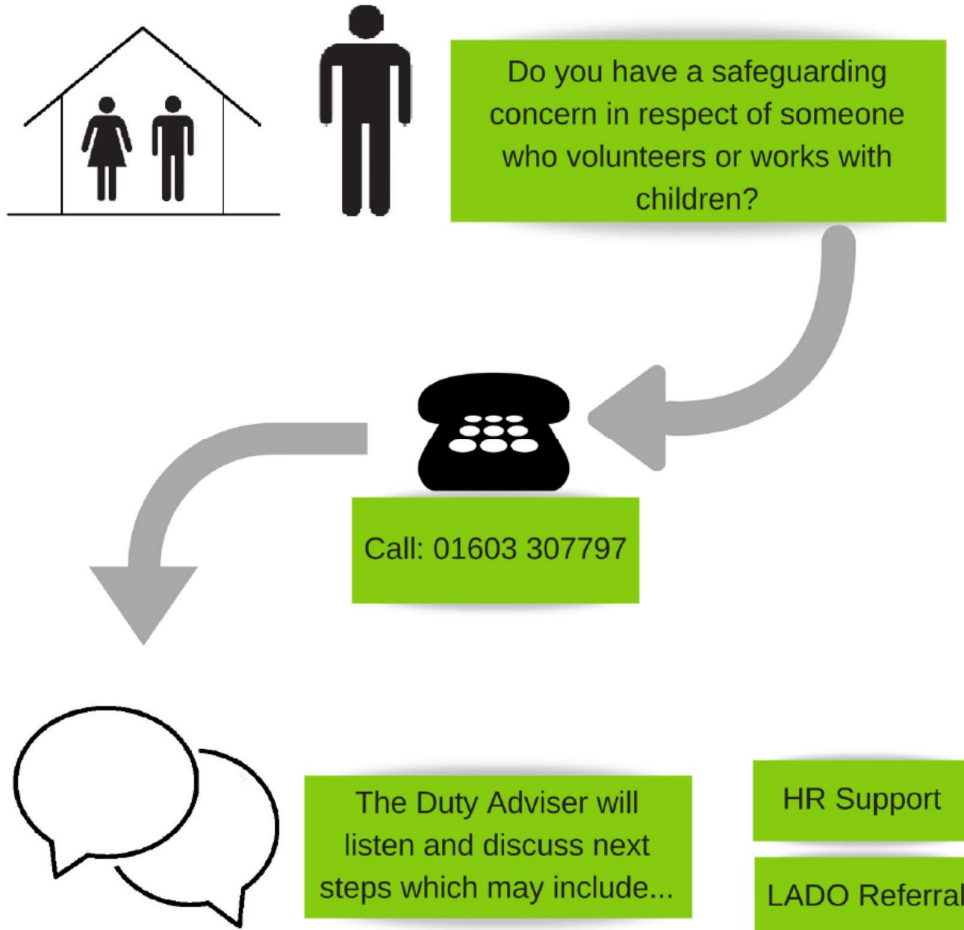 Do you have a safeguarding
concern in respect of someone
who volunteers or works with
children?
Call: 01603 307797
The Duty Adviser will
listen and discuss next
steps which may include...
HR Support
LADO Referral